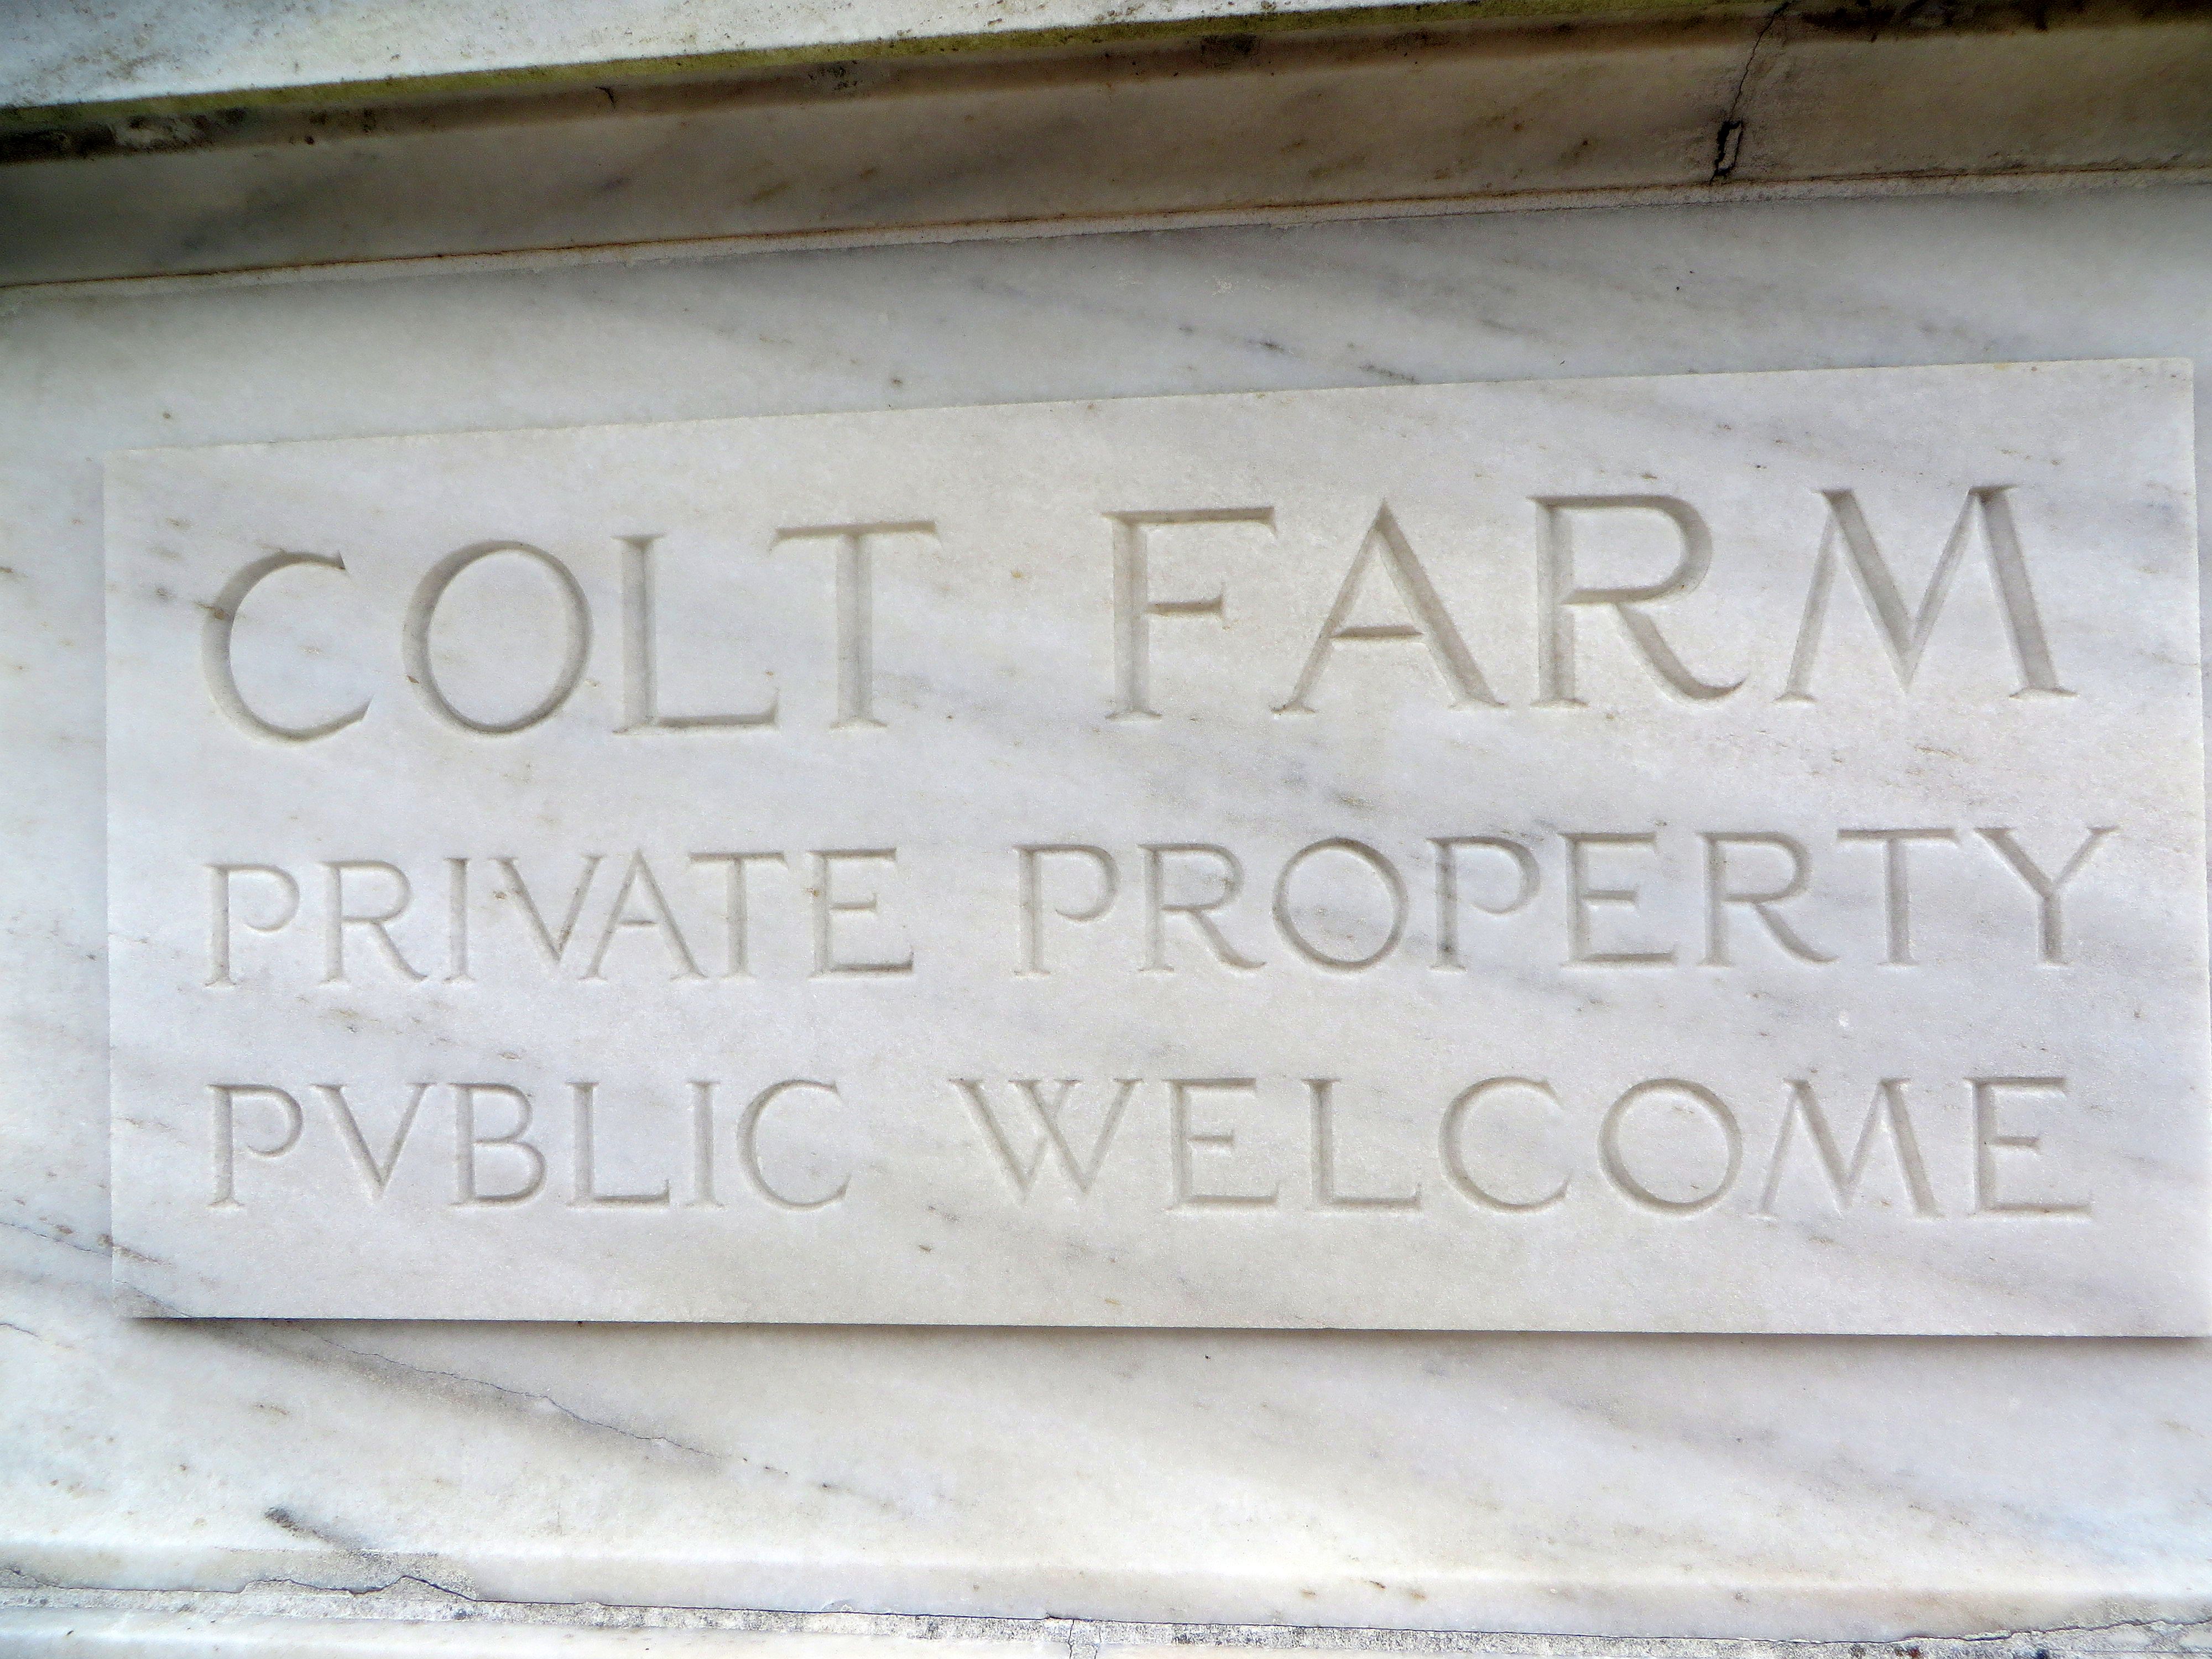 COLT FARM
PRIVATE PROPERTY
PVBLIC WELCOME